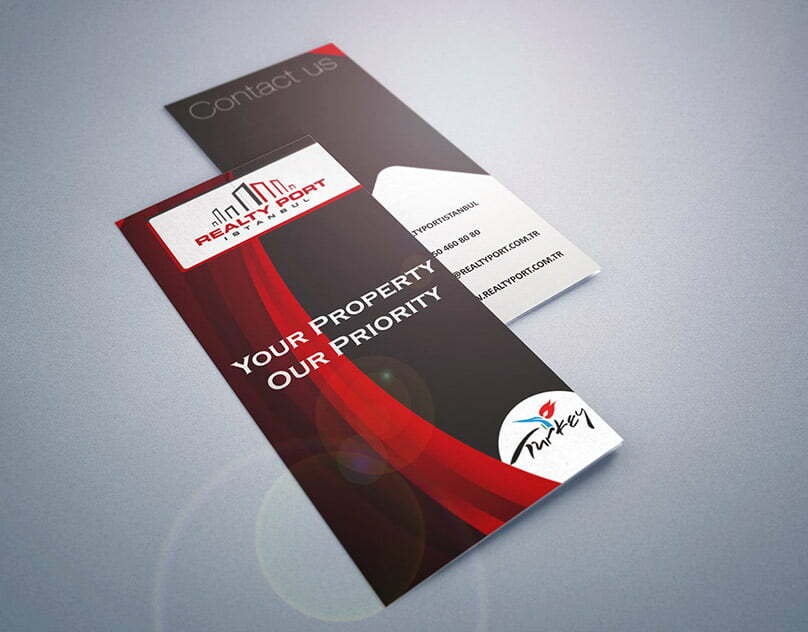 Contact us
REALTY PORT
ISTANBUL
YOUR PROPERTY
OUR PRIORITY
Turkey
TYPORTISTANBUL
50 460 80 80
@REALTYPORT.COM.TR
.REALTYPORT.COM.TR